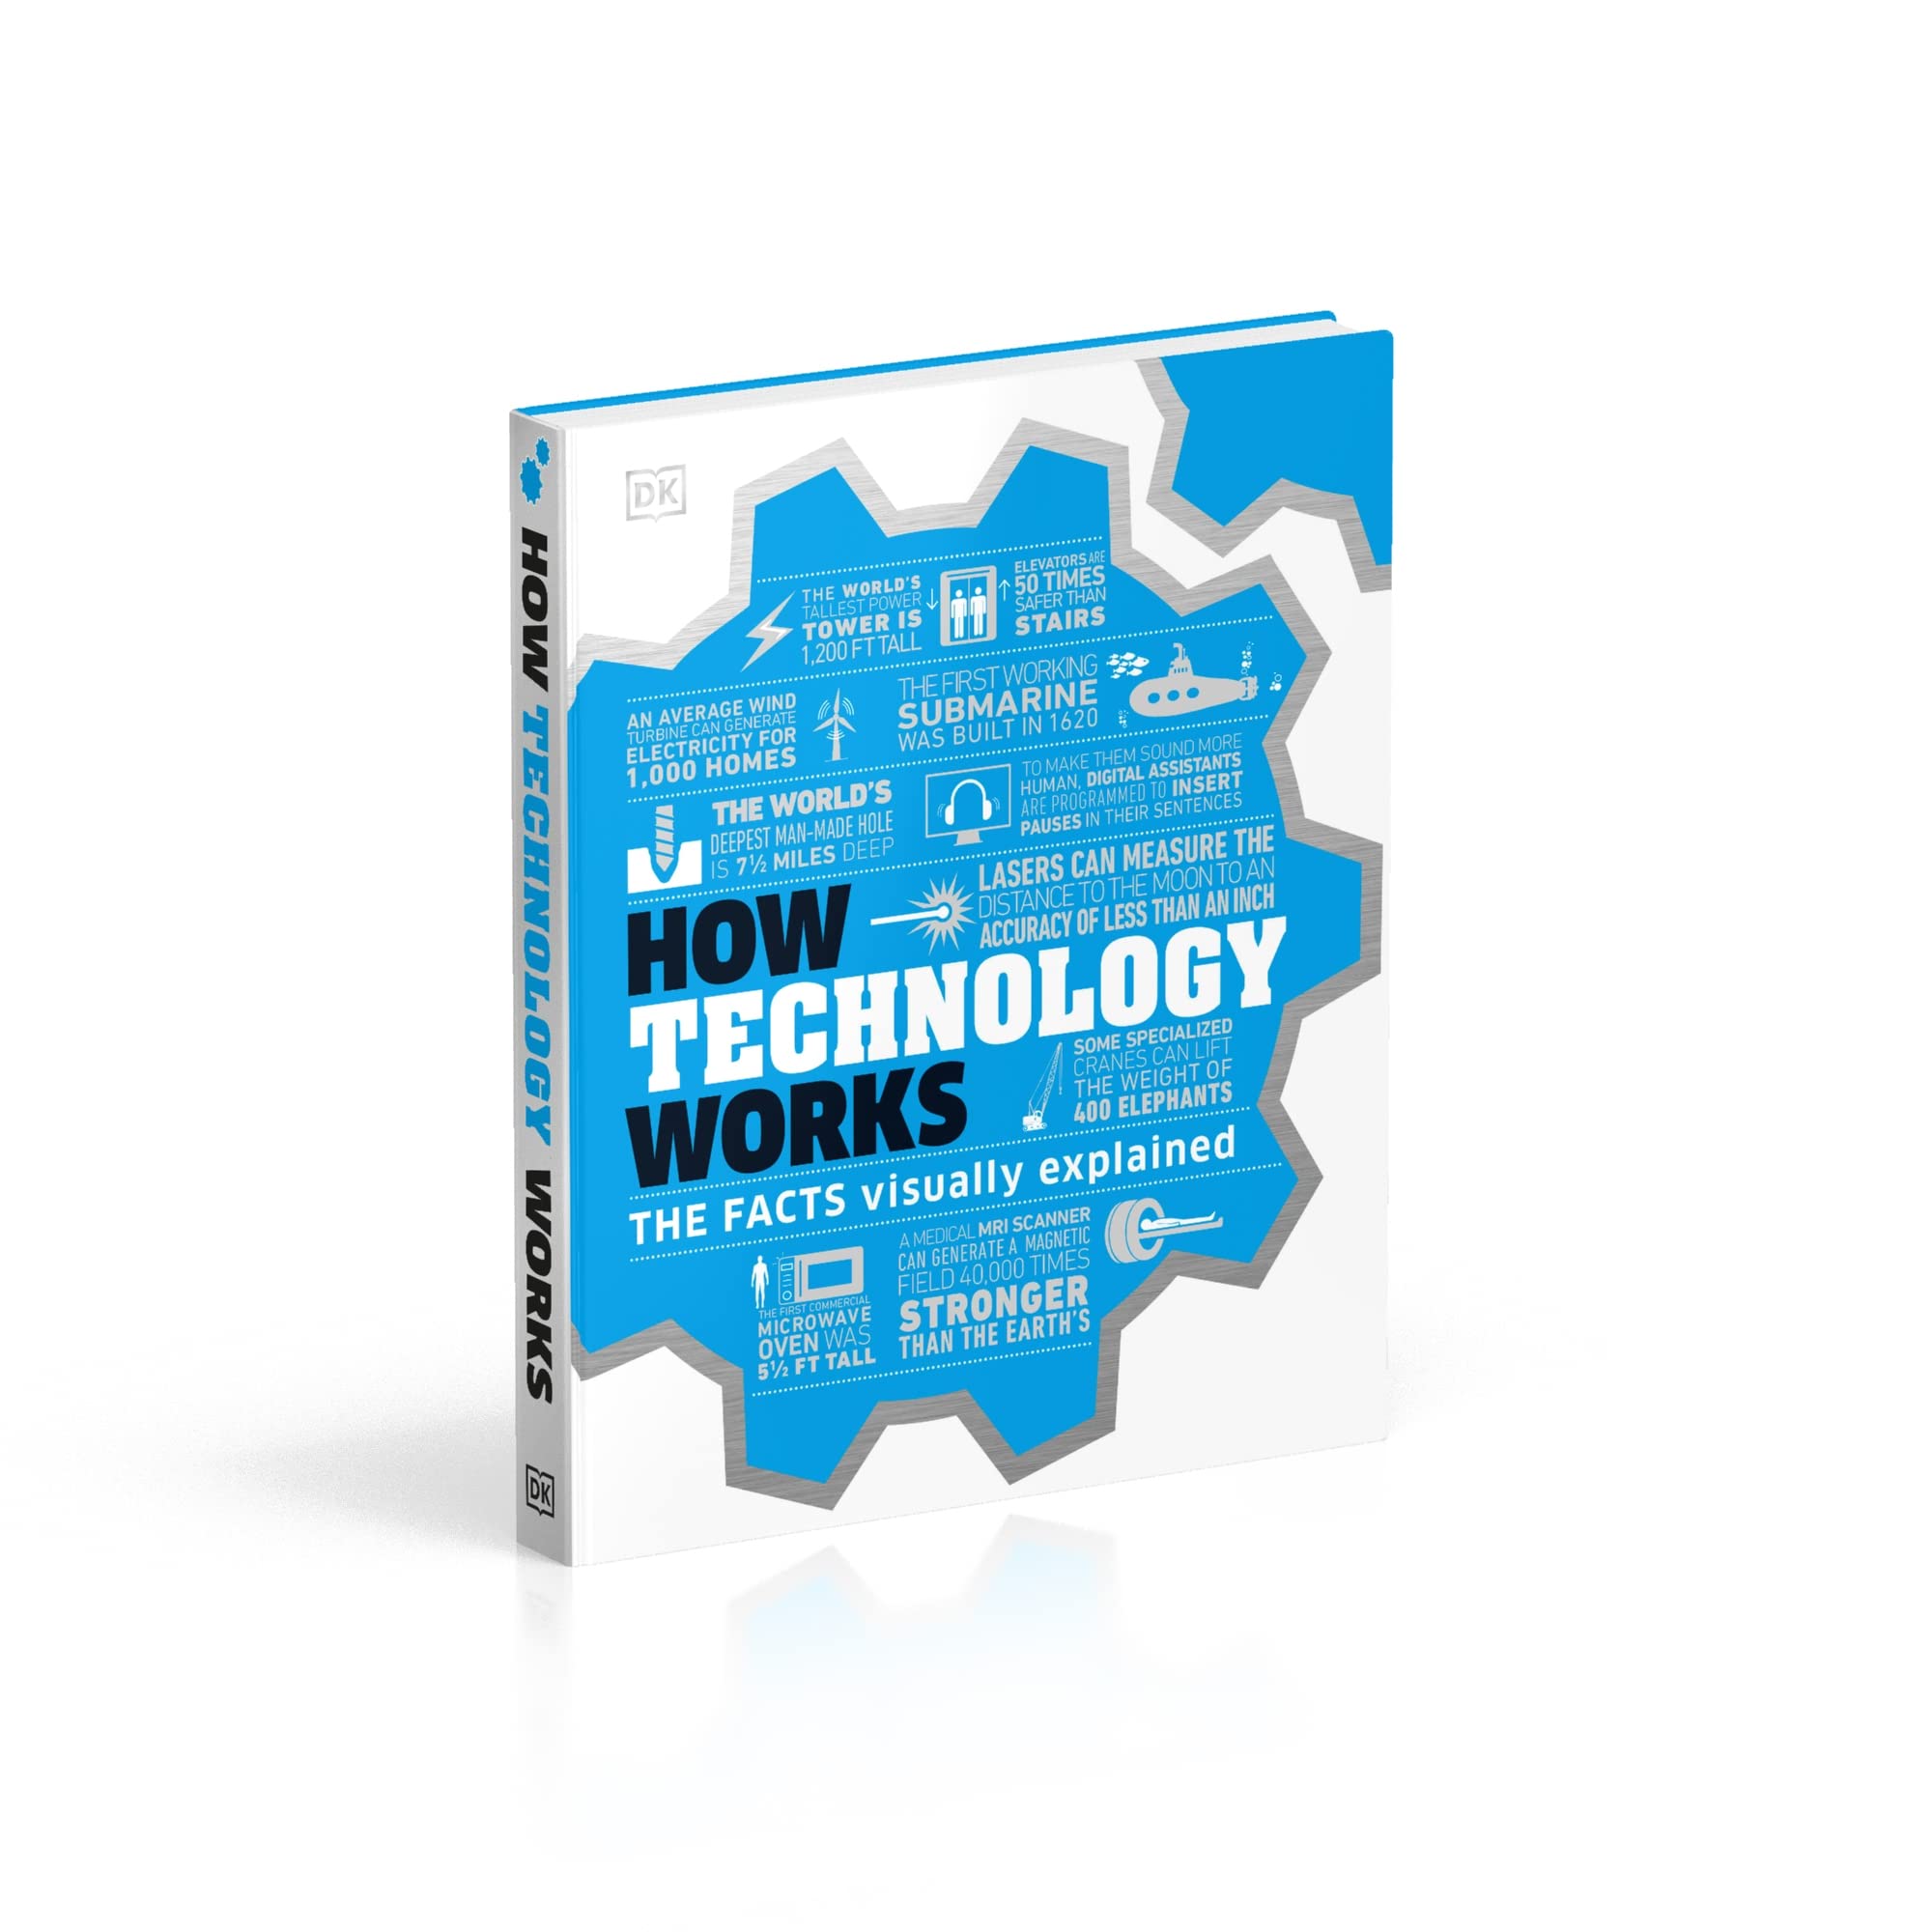 DK
THE WORLD'S
TALLEST POWER
TOWER IS
1,200 FT TALL
ELEVATORS ARE
50 TIMES
SAFER THAN
STAIRS
AN AVERAGE WIND
TURBINE CAN GENERATE
ELECTRICITY FOR
1,000 HOMES
THE FIRST WORKING
SUBMARINE
WAS BUILT IN 1620
THE WORLD'S
DEEPEST MAN-MADE HOLE
IS 7½ MILES DEEP
TO MAKE THEM SOUND MORE
HUMAN, DIGITAL ASSISTANTS
ARE PROGRAMMED TO INSERT
PAUSES IN THEIR SENTENCES
LASERS CAN MEASURE THE
DISTANCE TO THE MOON TO AN
ACCURACY OF LESS THAN AN INCH
HOW
TECHNOLOGY
WORKS
SOME SPECIALIZED
CRANES CAN LIFT
THE WEIGHT OF
400 ELEPHANTS
THE FACTS visually explained
THE FIRST COMMERCIAL
MICROWAVE
OVEN WAS
5½ FT TALL
A MEDICAL MRI SCANNER
CAN GENERATE A MAGNETIC
FIELD 40,000 TIMES
STRONGER
THAN THE EARTH'S
HOW TECHNOLOGY WORKS
DK